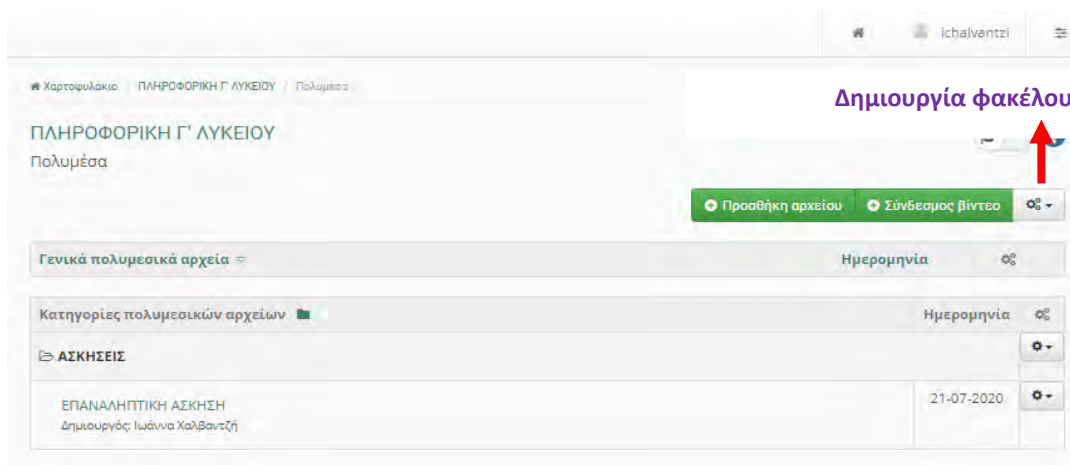 ichalvantzi
Χαρτοφυλάκιο / ΠΛΗΡΟΦΟΡΙΚΗ Γ' ΛΥΚΕΙΟΥ / Πολυμέσα
Δημιουργία φακέλου
ΠΛΗΡΟΦΟΡΙΚΗ Γ' ΛΥΚΕΙΟΥ
Πολυμέσα
Προσθήκη αρχείου Σύνδεσμος βίντεο
Γενικά πολυμεσικά αρχεία Ημερομηνία
Κατηγορίες πολυμεσικών αρχείων Ημερομηνία
ΑΣΚΗΣΕΙΣ
ΕΠΑΝΑΛΗΠΤΙΚΗ ΑΣΚΗΣΗ 21-07-2020
Δημιουργός: Ιωάννα Χαλβαντζή